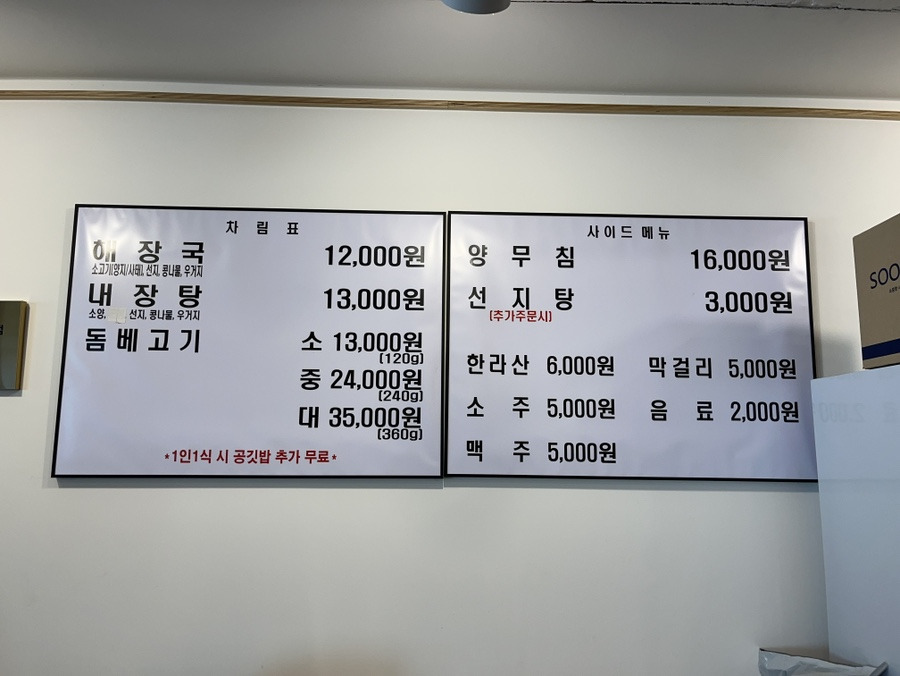 차 림 표
해 장 국 12,000원
소고기(양지/사태), 선지, 콩나물, 우거지
내 장 탕 13,000원
소양, 선지, 콩나물, 우거지
돔 베 고 기 소 13,000원
(120g)
중 24,000원
(240g)
대 35,000원
(360g)
*1인1식 시 공깃밥 추가 무료*
사 이 드 메 뉴
양 무 침 16,000원
선 지 탕 3,000원
(추가주문시)
한 라 산 6,000원 막 걸 리 5,000원
소 주 5,000원 음 료 2,000원
맥 주 5,000원
SOO